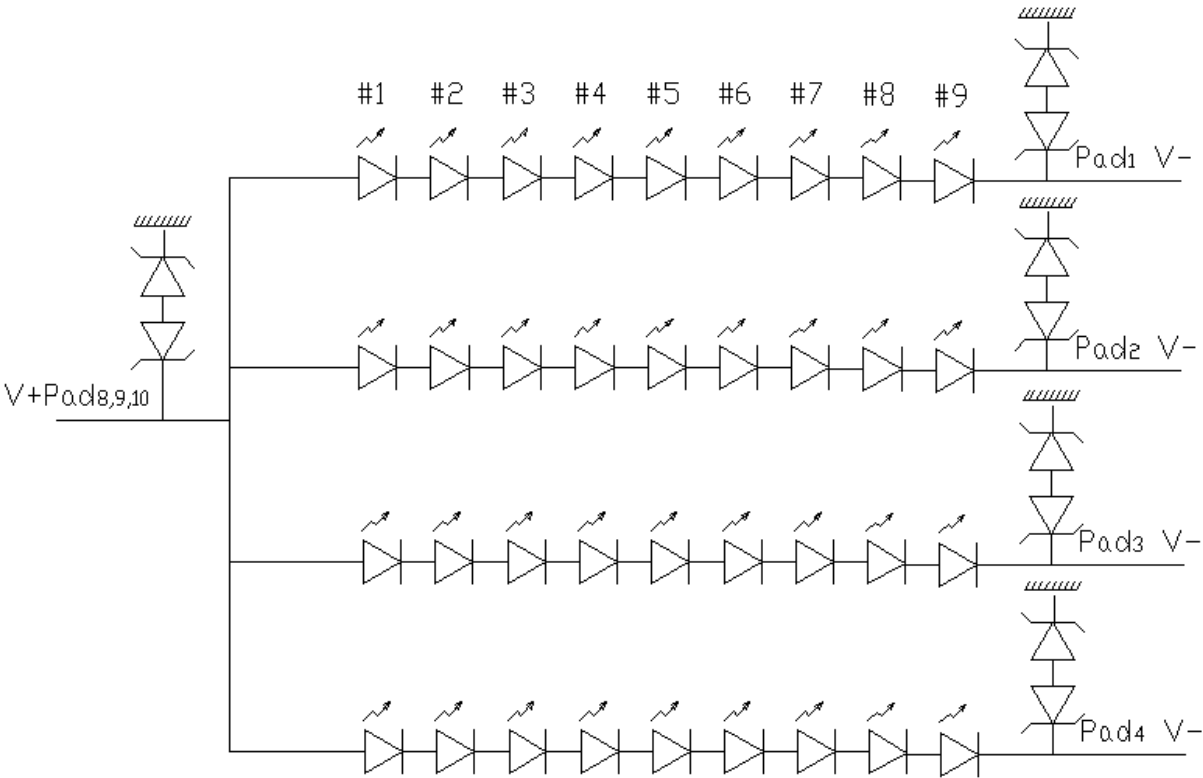 #1 #2 #3 #4 #5 #6 #7 #8 #9
Pad1 V-
Pad2 V-
V+Pad8,9,10
Pad3 V-
Pad4 V-